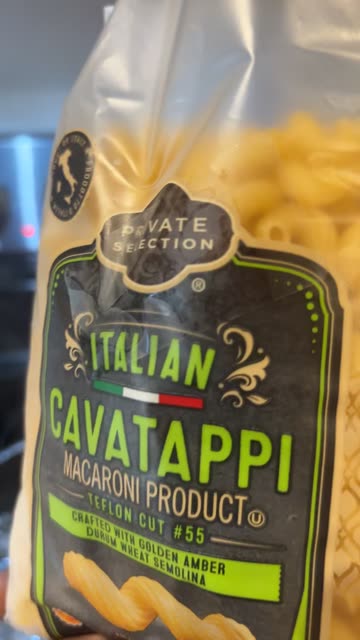 PRIVATE
SELECTION
®
ITALIAN
CAVATAPPI
MACARONI PRODUCT Ⓤ
TEFLON CUT #55
CRAFTED WITH GOLDEN AMBER
DURUM WHEAT SEMOLINA